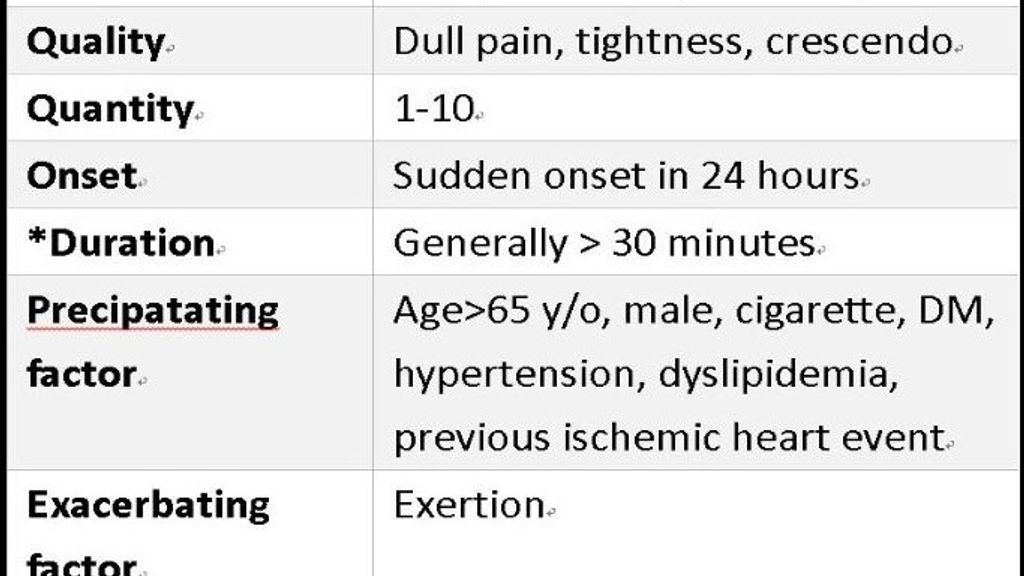 Quality
Dull pain, tightness, crescendo
Quantity
1-10
Onset
Sudden onset in 24 hours
*Duration
Generally > 30 minutes
Precipatating
factor
Age>65 y/o, male, cigarette, DM,
hypertension, dyslipidemia,
previous ischemic heart event
Exacerbating
factor
Exertion